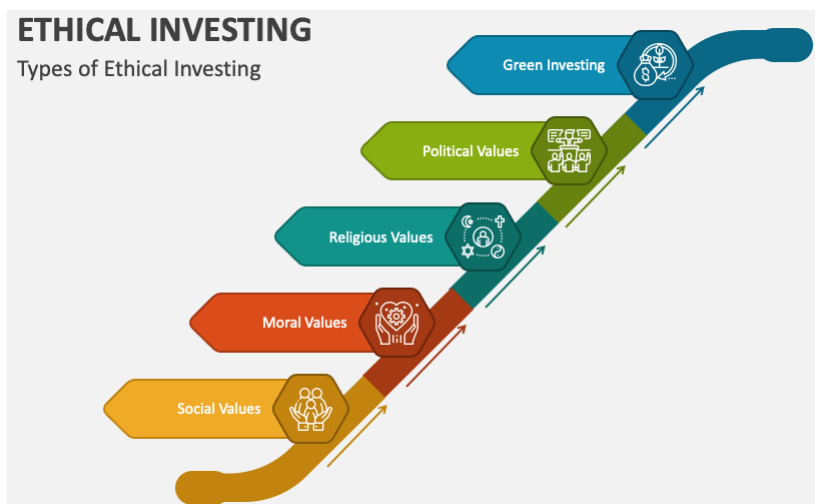 ETHICAL INVESTING
Types of Ethical Investing
Green Investing
Political Values
Religious Values
Moral Values
Social Values